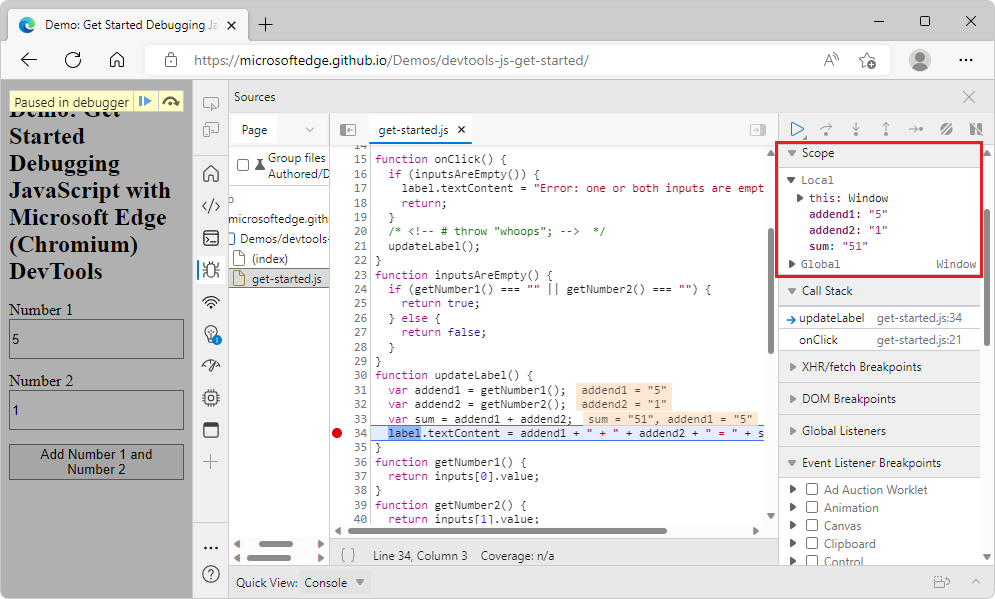 Demo: Get Started Debugging Ja
https://microsoftedge.github.io/Demos/devtools-js-get-started/
Paused in debugger
Demo: Get
Started
Debugging
JavaScript with
Microsoft Edge
(Chromium)
DevTools
Number 1
5
Number 2
1
Add Number 1 and
Number 2
Sources
Page
Group files
Authored/D
microsoftedge.gith
Demos/devtools-
(index)
get-started.js
get-started.js
14
15 function onClick() {
16 if (inputsAreEmpty()) {
17 label.textContent = "Error: one or both inputs are empt
18 return;
19 }
20 /* <!-- # throw "whoops"; --> */
21 updateLabel();
22 }
23 function inputsAreEmpty() {
24 if (getNumber1() === "" || getNumber2() === "") {
25 return true;
26 } else {
27 return false;
28 }
29 }
30 function updateLabel() {
31 var addend1 = getNumber1(); addend1 = "5"
32 var addend2 = getNumber2(); addend2 = "1"
33 var sum = addend1 + addend2; sum = "51", addend1 = "5"
34 label.textContent = addend1 + " + " + addend2 + " = " + s
35 }
36 function getNumber1() {
37 return inputs[0].value;
38 }
39 function getNumber2() {
40 return inputs[1].value;
{ } Line 34, Column 3 Coverage: n/a
Scope
Local
this: Window
addend1: "5"
addend2: "1"
sum: "51"
Global Window
Call Stack
updateLabel get-started.js:34
onClick get-started.js:21
XHR/fetch Breakpoints
DOM Breakpoints
Global Listeners
Event Listener Breakpoints
Ad Auction Worklet
Animation
Canvas
Clipboard
Control
Quick View: Console